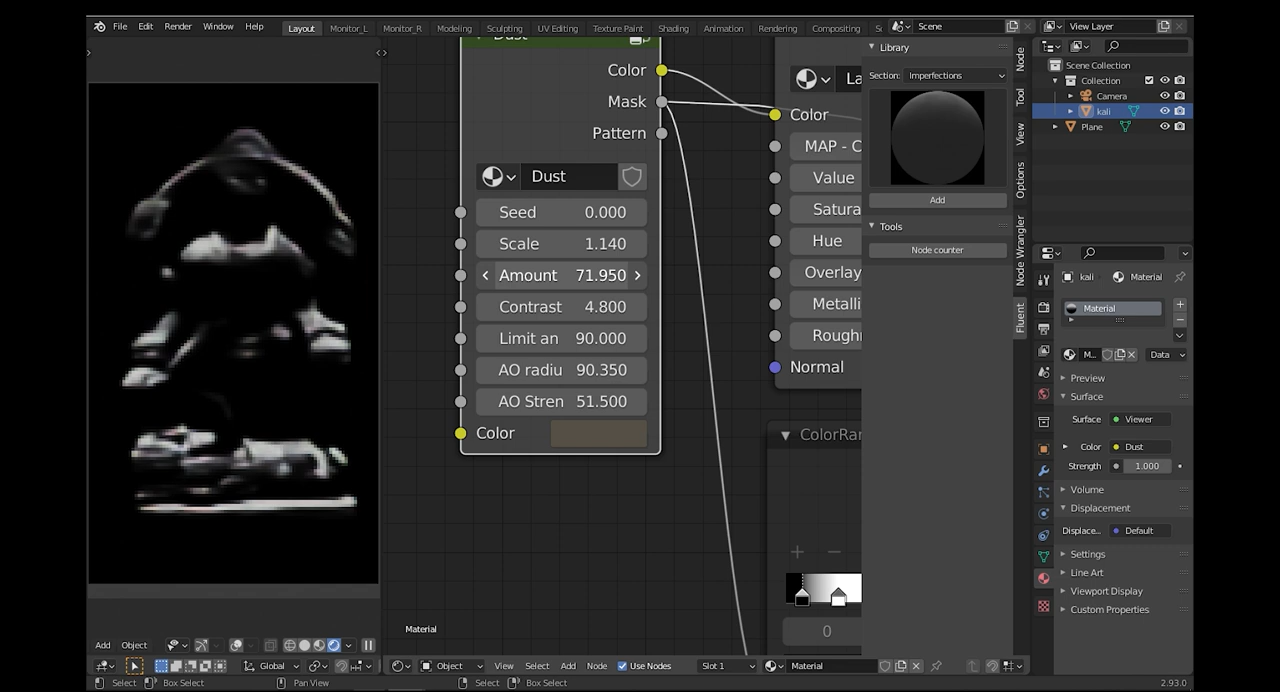 File Edit Render Window Help Layout Monitor_L Monitor_R Modeling Sculpting UV Editing Texture Paint Shading Animation Rendering Compositing Scene View Layer
Dust
Color
Mask
Pattern
Dust
Seed 0.000
Scale 1.140
Amount 71.950
Contrast 4.800
Limit an 90.000
AO radiu 90.350
AO Stren 51.500
Color
La
Color
MAP - C
Value
Satura
Hue
Overlay
Metalli
Rough
Normal
ColorRa
0
Material
Library
Section: Imperfections
Add
Tools
Node counter
Node
Tool
View
Options
Node Wrangler
Fluent
Scene Collection
Collection
Camera
kali
Plane
kali Material
Material
M... Data
Preview
Surface
Surface Viewer
Color Dust
Strength 1.000
Volume
Displacement
Displace... Default
Settings
Line Art
Viewport Display
Custom Properties
Add Object
Global
Object View Select Add Node Use Nodes Slot 1 Material
Select Box Select Pan View Select Box Select 2.93.0